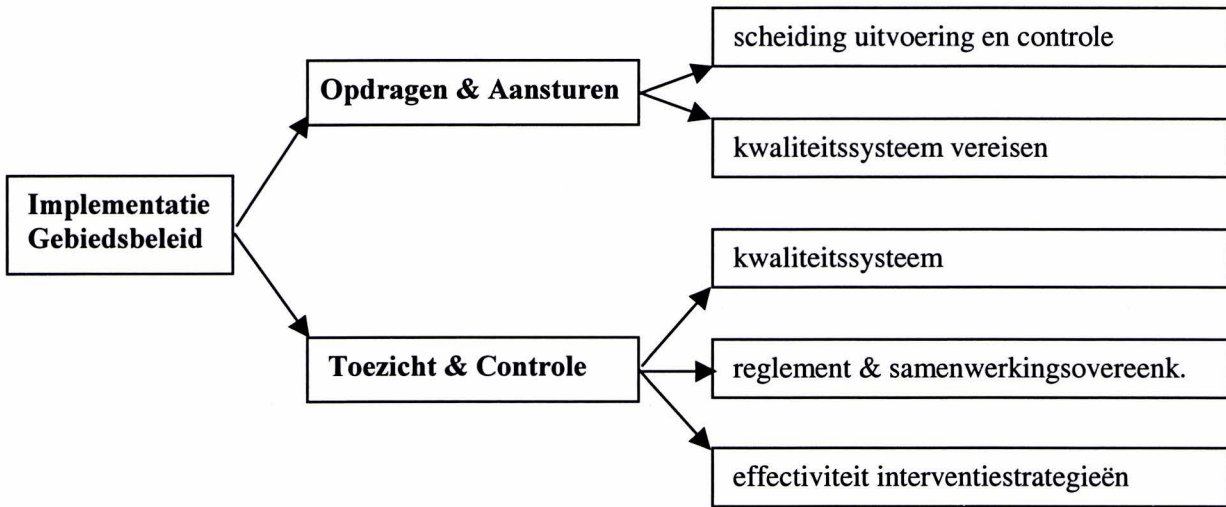 scheiding uitvoering en controle
Opdragen & Aansturen
kwaliteitssysteem vereisen
Implementatie
Gebiedsbeleid
kwaliteitssysteem
Toezicht & Controle
reglement & samenwerkingsovereenk.
effectiviteit interventiestrategieën